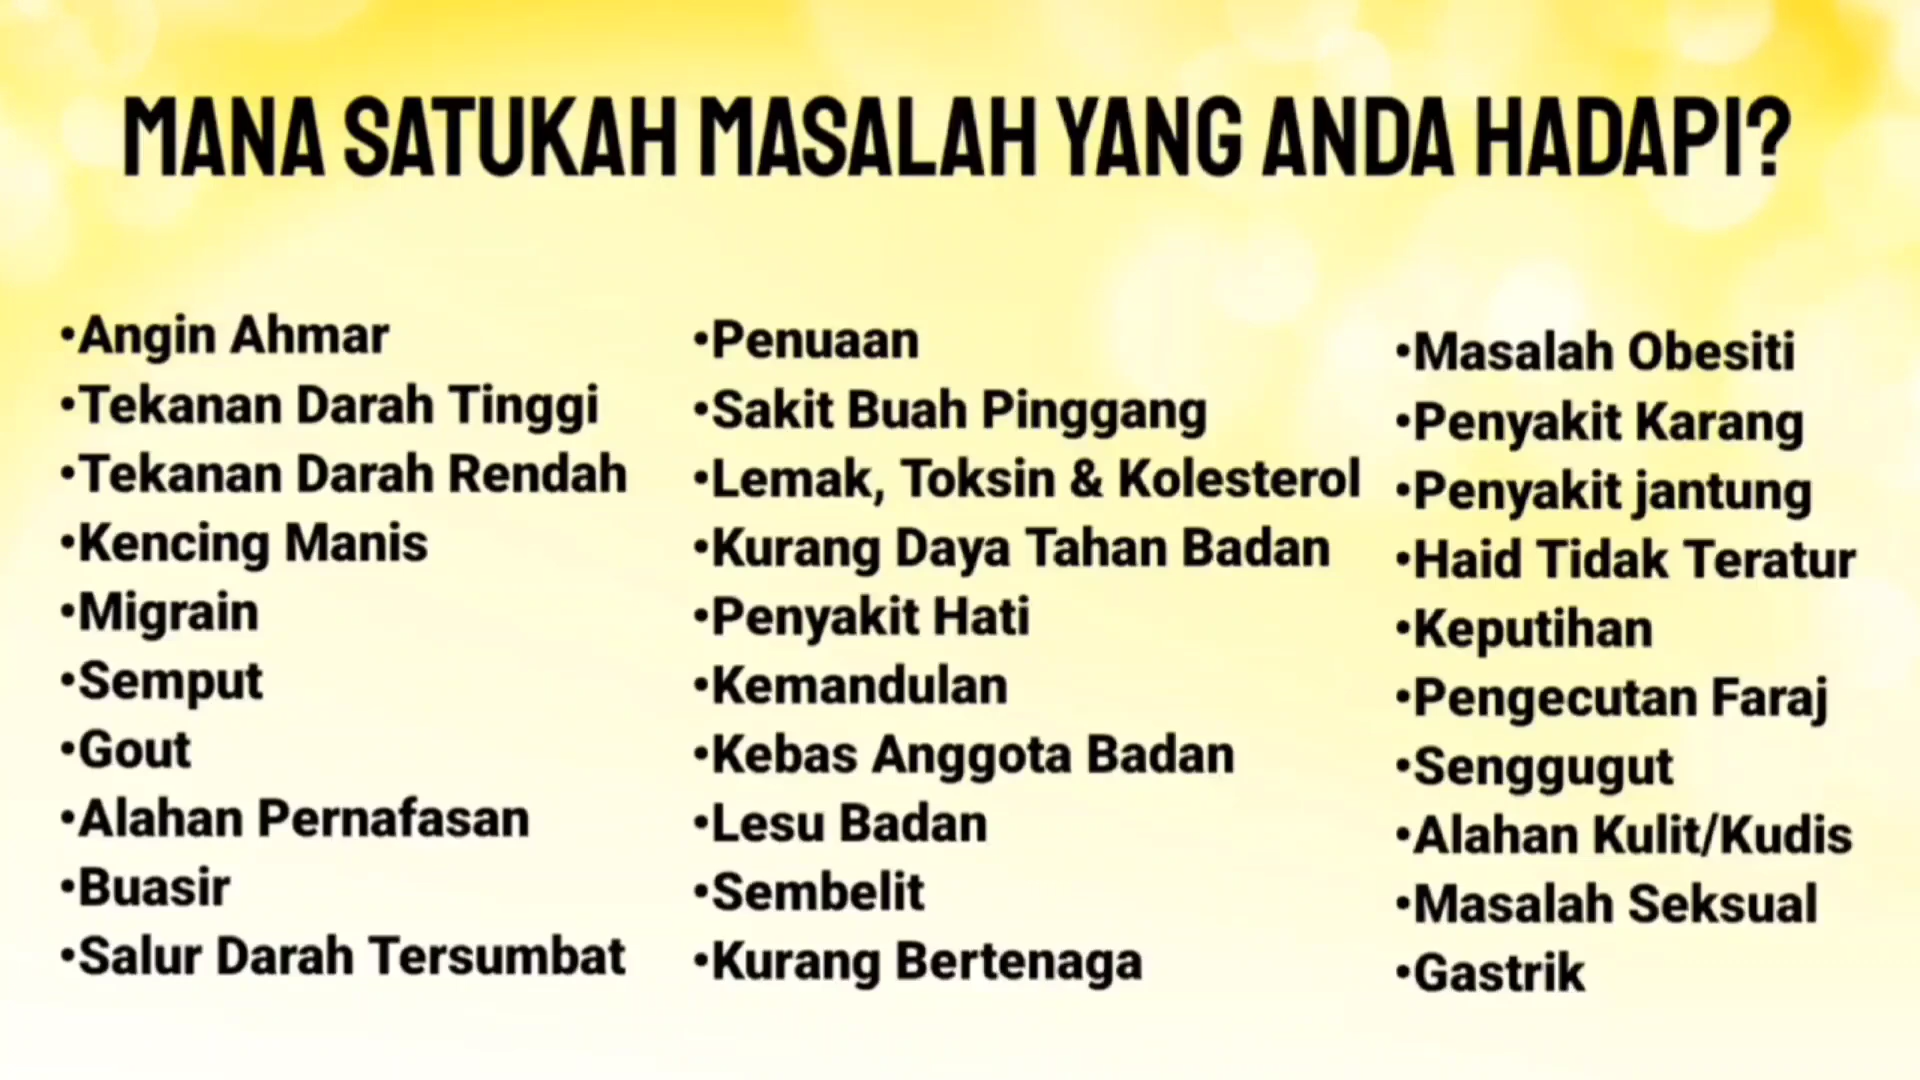 MANA SATUKAH MASALAH YANG ANDA HADAPI?
•Angin Ahmar
•Tekanan Darah Tinggi
•Tekanan Darah Rendah
•Kencing Manis
•Migrain
•Semput
•Gout
•Alahan Pernafasan
•Buasir
•Salur Darah Tersumbat
•Penuaan
•Sakit Buah Pinggang
•Lemak, Toksin & Kolesterol
•Kurang Daya Tahan Badan
•Penyakit Hati
•Kemandulan
•Kebas Anggota Badan
•Lesu Badan
•Sembelit
•Kurang Bertenaga
•Masalah Obesiti
•Penyakit Karang
•Penyakit jantung
•Haid Tidak Teratur
•Keputihan
•Pengecutan Faraj
•Senggugut
•Alahan Kulit/Kudis
•Masalah Seksual
•Gastrik